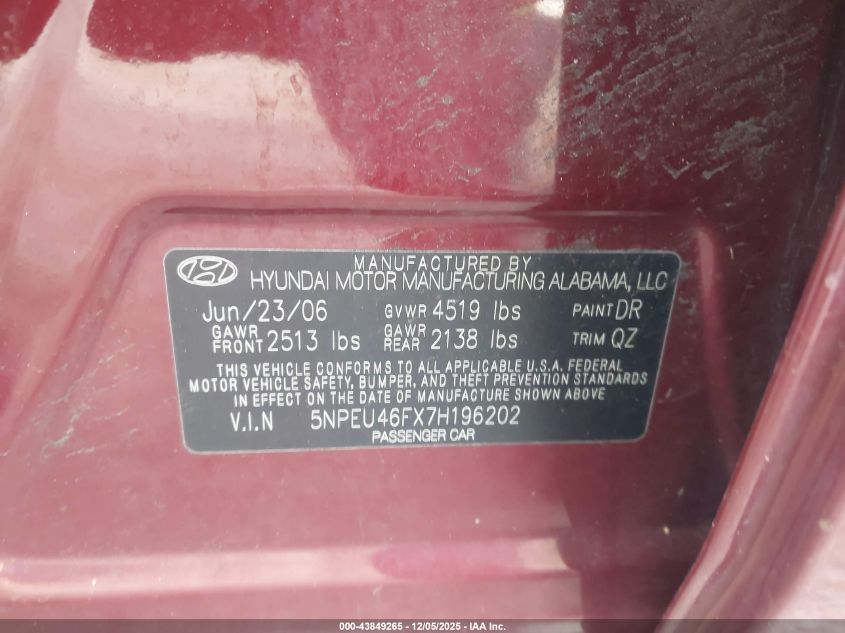 MANUFACTURED BY
HYUNDAI MOTOR MANUFACTURING ALABAMA, LLC
Jun/23/06 GVWR 4519 lbs PAINT DR
GAWR FRONT 2513 lbs GAWR REAR 2138 lbs TRIM QZ
THIS VEHICLE CONFORMS TO ALL APPLICABLE U.S.A. FEDERAL
MOTOR VEHICLE SAFETY, BUMPER, AND THEFT PREVENTION STANDARDS
IN EFFECT ON THE DATE OF MANUFACTURE SHOWN ABOVE
V.I.N 5NPEU46FX7H196202
PASSENGER CAR
000-43849265 - 12/05/2025 - IAA Inc.